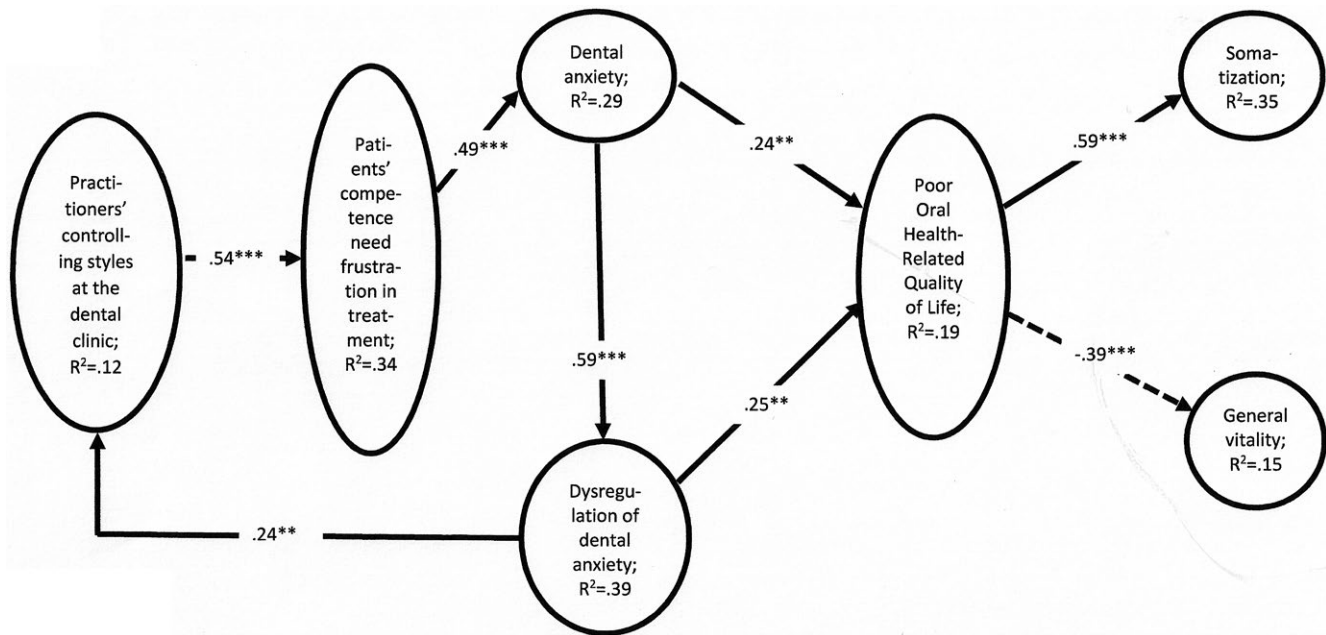 Practi-
tioners'
controll-
ing styles
at the
dental
clinic;
R²=.12
.54***
Pati-
ents'
compe-
tence
need
frustra-
tion in
treat-
ment;
R²=.34
.49***
Dental
anxiety;
R²=.29
.59***
Dysregu-
lation of
dental
anxiety;
R²=.39
.24**
.24**
.25**
Poor
Oral
Health-
Related
Quality
of Life;
R²=.19
.59***
Soma-
tization;
R²=.35
-.39***
General
vitality;
R²=.15